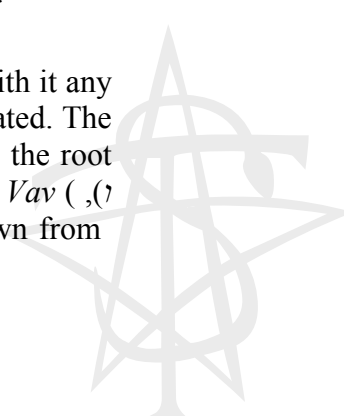 ith it any
ated. The
the root
Vav ( ,(י
wn from